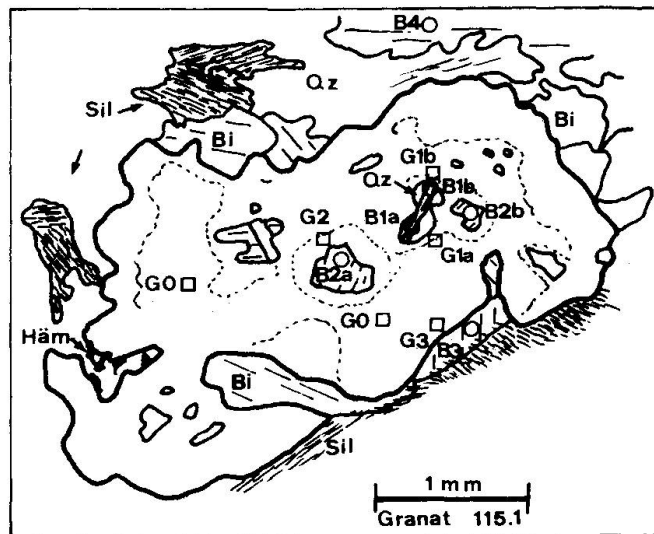 B4
Qz
Sil
Bi
Bi
G1b
Qz
B1b
B1a
B2b
G2
G1a
B2a
G0
G0
Häm
G3
B3
Bi
Sil
1 mm
Granat 115.1